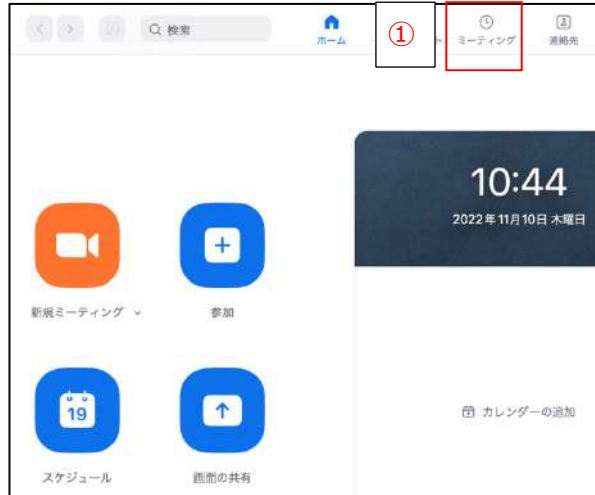 検索
ホーム
①
ト
ミーティング
連絡先
10:44
2022年11月10日 木曜日
新規ミーティング
参加
19
スケジュール
画面の共有
カレンダーの追加